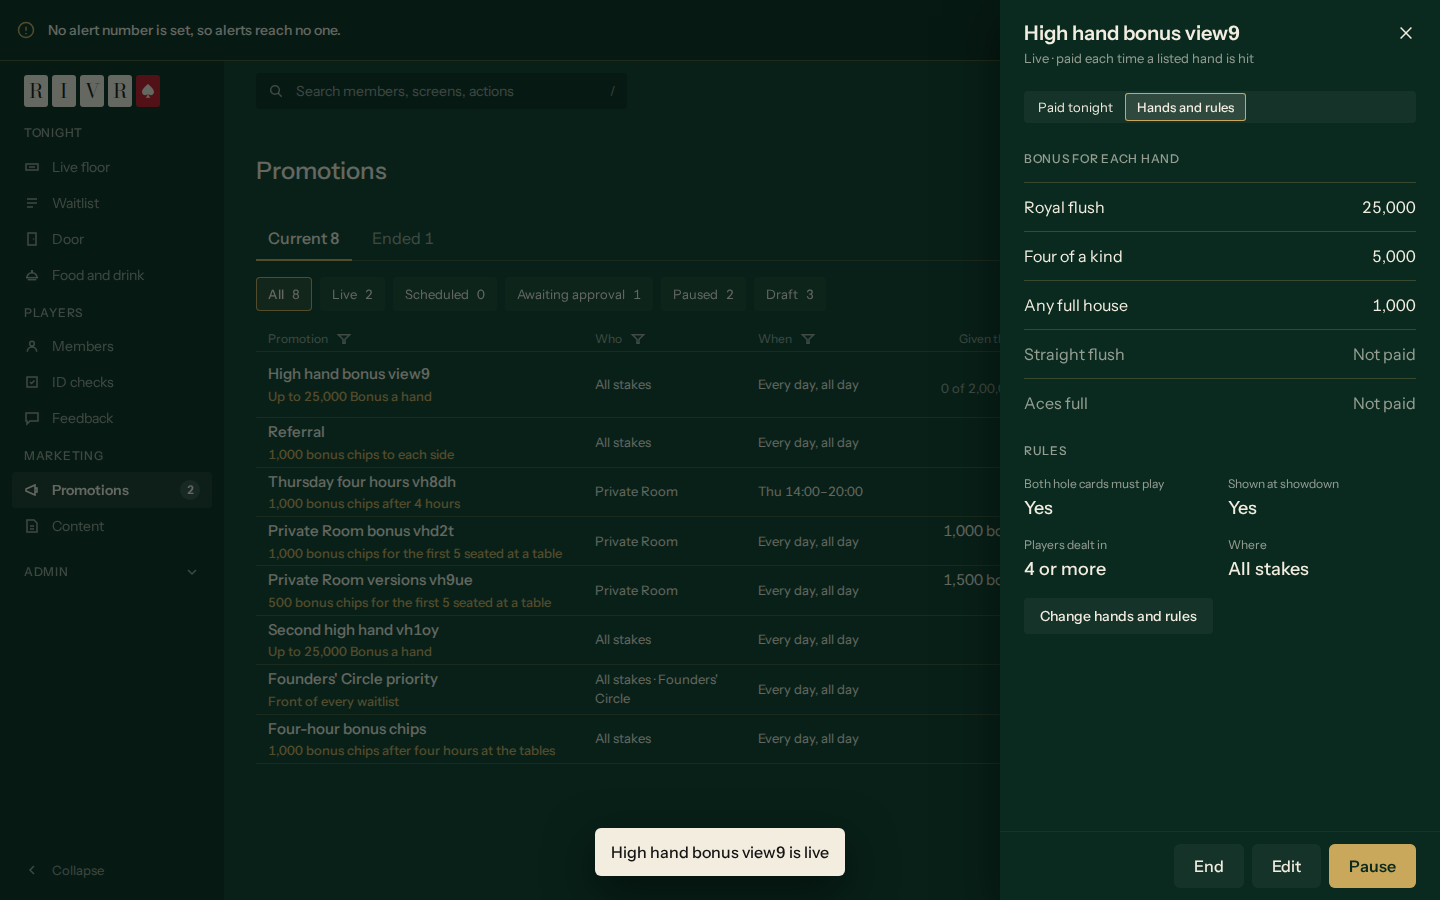 No alert number is set, so alerts reach no one.
RIVR
Search members, screens, actions /
TONIGHT
Live floor
Waitlist
Door
Food and drink
PLAYERS
Members
ID checks
Feedback
MARKETING
Promotions 2
Content
ADMIN
Collapse
Promotions
Current 8 Ended 1
All 8 Live 2 Scheduled 0 Awaiting approval 1 Paused 2 Draft 3
Promotion Who When Given
High hand bonus view9
Up to 25,000 Bonus a hand
All stakes
Every day, all day
0 of 2,00,
Referral
1,000 bonus chips to each side
All stakes
Every day, all day
Thursday four hours vh8dh
1,000 bonus chips after 4 hours
Private Room
Thu 14:00–20:00
Private Room bonus vhd2t
1,000 bonus chips for the first 5 seated at a table
Private Room
Every day, all day
1,000
Private Room versions vh9ue
500 bonus chips for the first 5 seated at a table
Private Room
Every day, all day
1,500
Second high hand vh1oy
Up to 25,000 Bonus a hand
All stakes
Every day, all day
Founders' Circle priority
Front of every waitlist
All stakes · Founders'
Circle
Every day, all day
Four-hour bonus chips
1,000 bonus chips after four hours at the tables
All stakes
Every day, all day
High hand bonus view9 is live
High hand bonus view9
Live · paid each time a listed hand is hit
Paid tonight Hands and rules
BONUS FOR EACH HAND
Royal flush 25,000
Four of a kind 5,000
Any full house 1,000
Straight flush Not paid
Aces full Not paid
RULES
Both hole cards must play
Yes
Shown at showdown
Yes
Players dealt in
4 or more
Where
All stakes
Change hands and rules
End Edit Pause